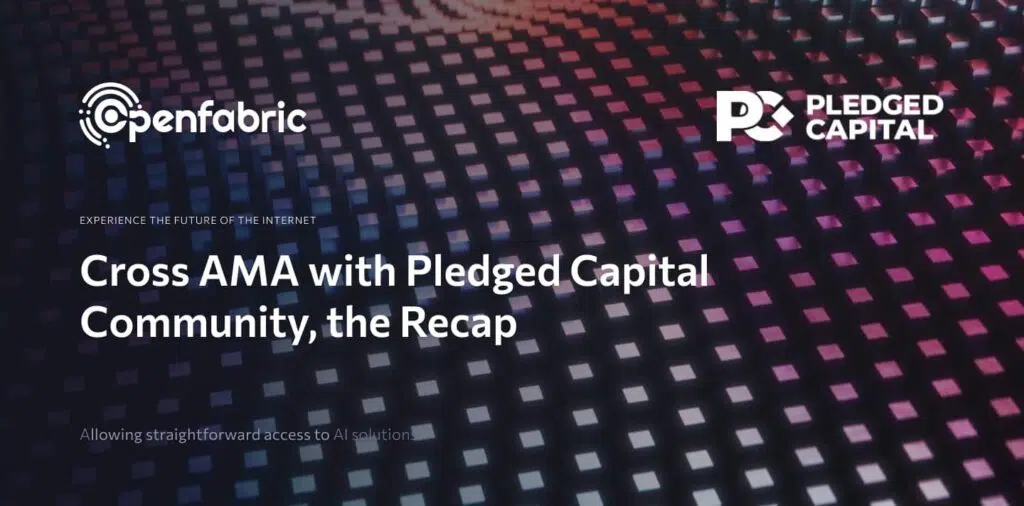 Openfabric
PC PLEDGED
CAPITAL
EXPERIENCE THE FUTURE OF THE INTERNET
Cross AMA with Pledged Capital
Community, the Recap
Allowing straightforward access to AI solutions